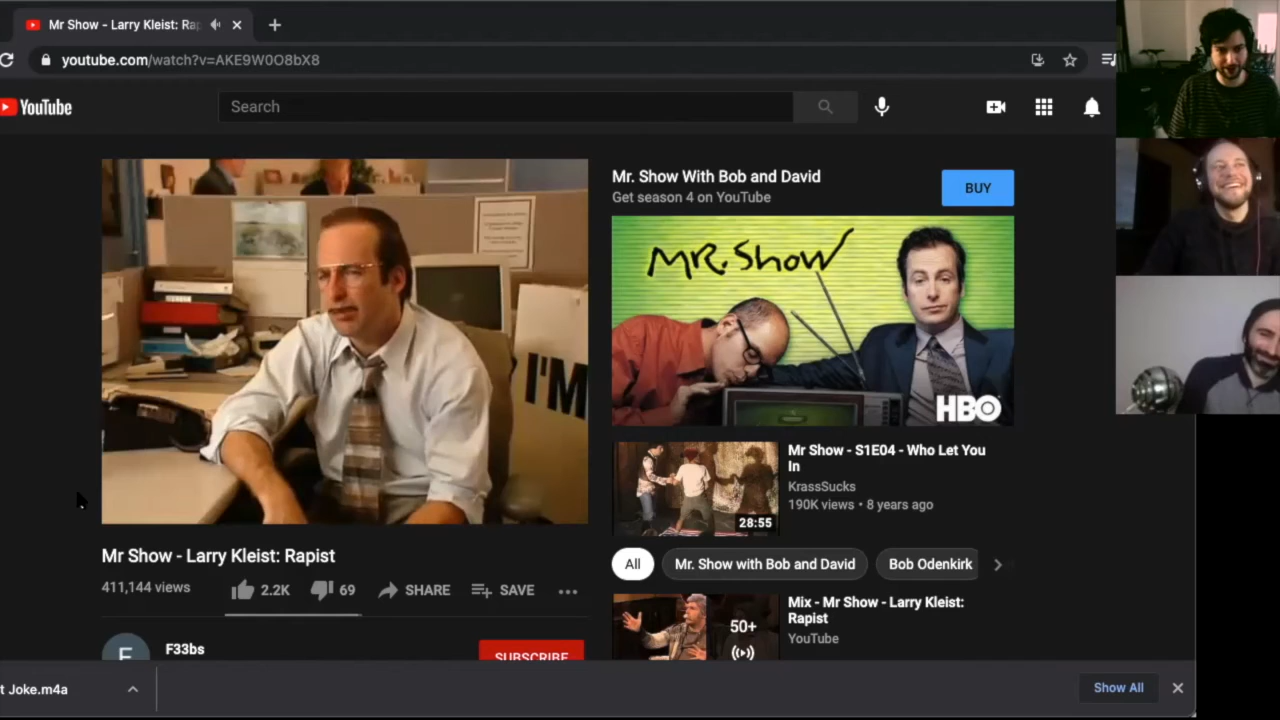 Mr Show - Larry Kleist: Rap
youtube.com/watch?v=AKE9W0O8bX8
YouTube
Search
Mr. Show With Bob and David
Get season 4 on YouTube
BUY
MR. Show
HBO
I'M
Mr Show - S1E04 - Who Let You
In
KrassSucks
190K views • 8 years ago
28:55
Mr Show - Larry Kleist: Rapist
411,144 views
2.2K
69
SHARE
SAVE
All
Mr. Show with Bob and David
Bob Odenkirk
Mix - Mr Show - Larry Kleist:
Rapist
YouTube
50+
F33bs
SUBSCRIBE
t Joke.m4a
Show All